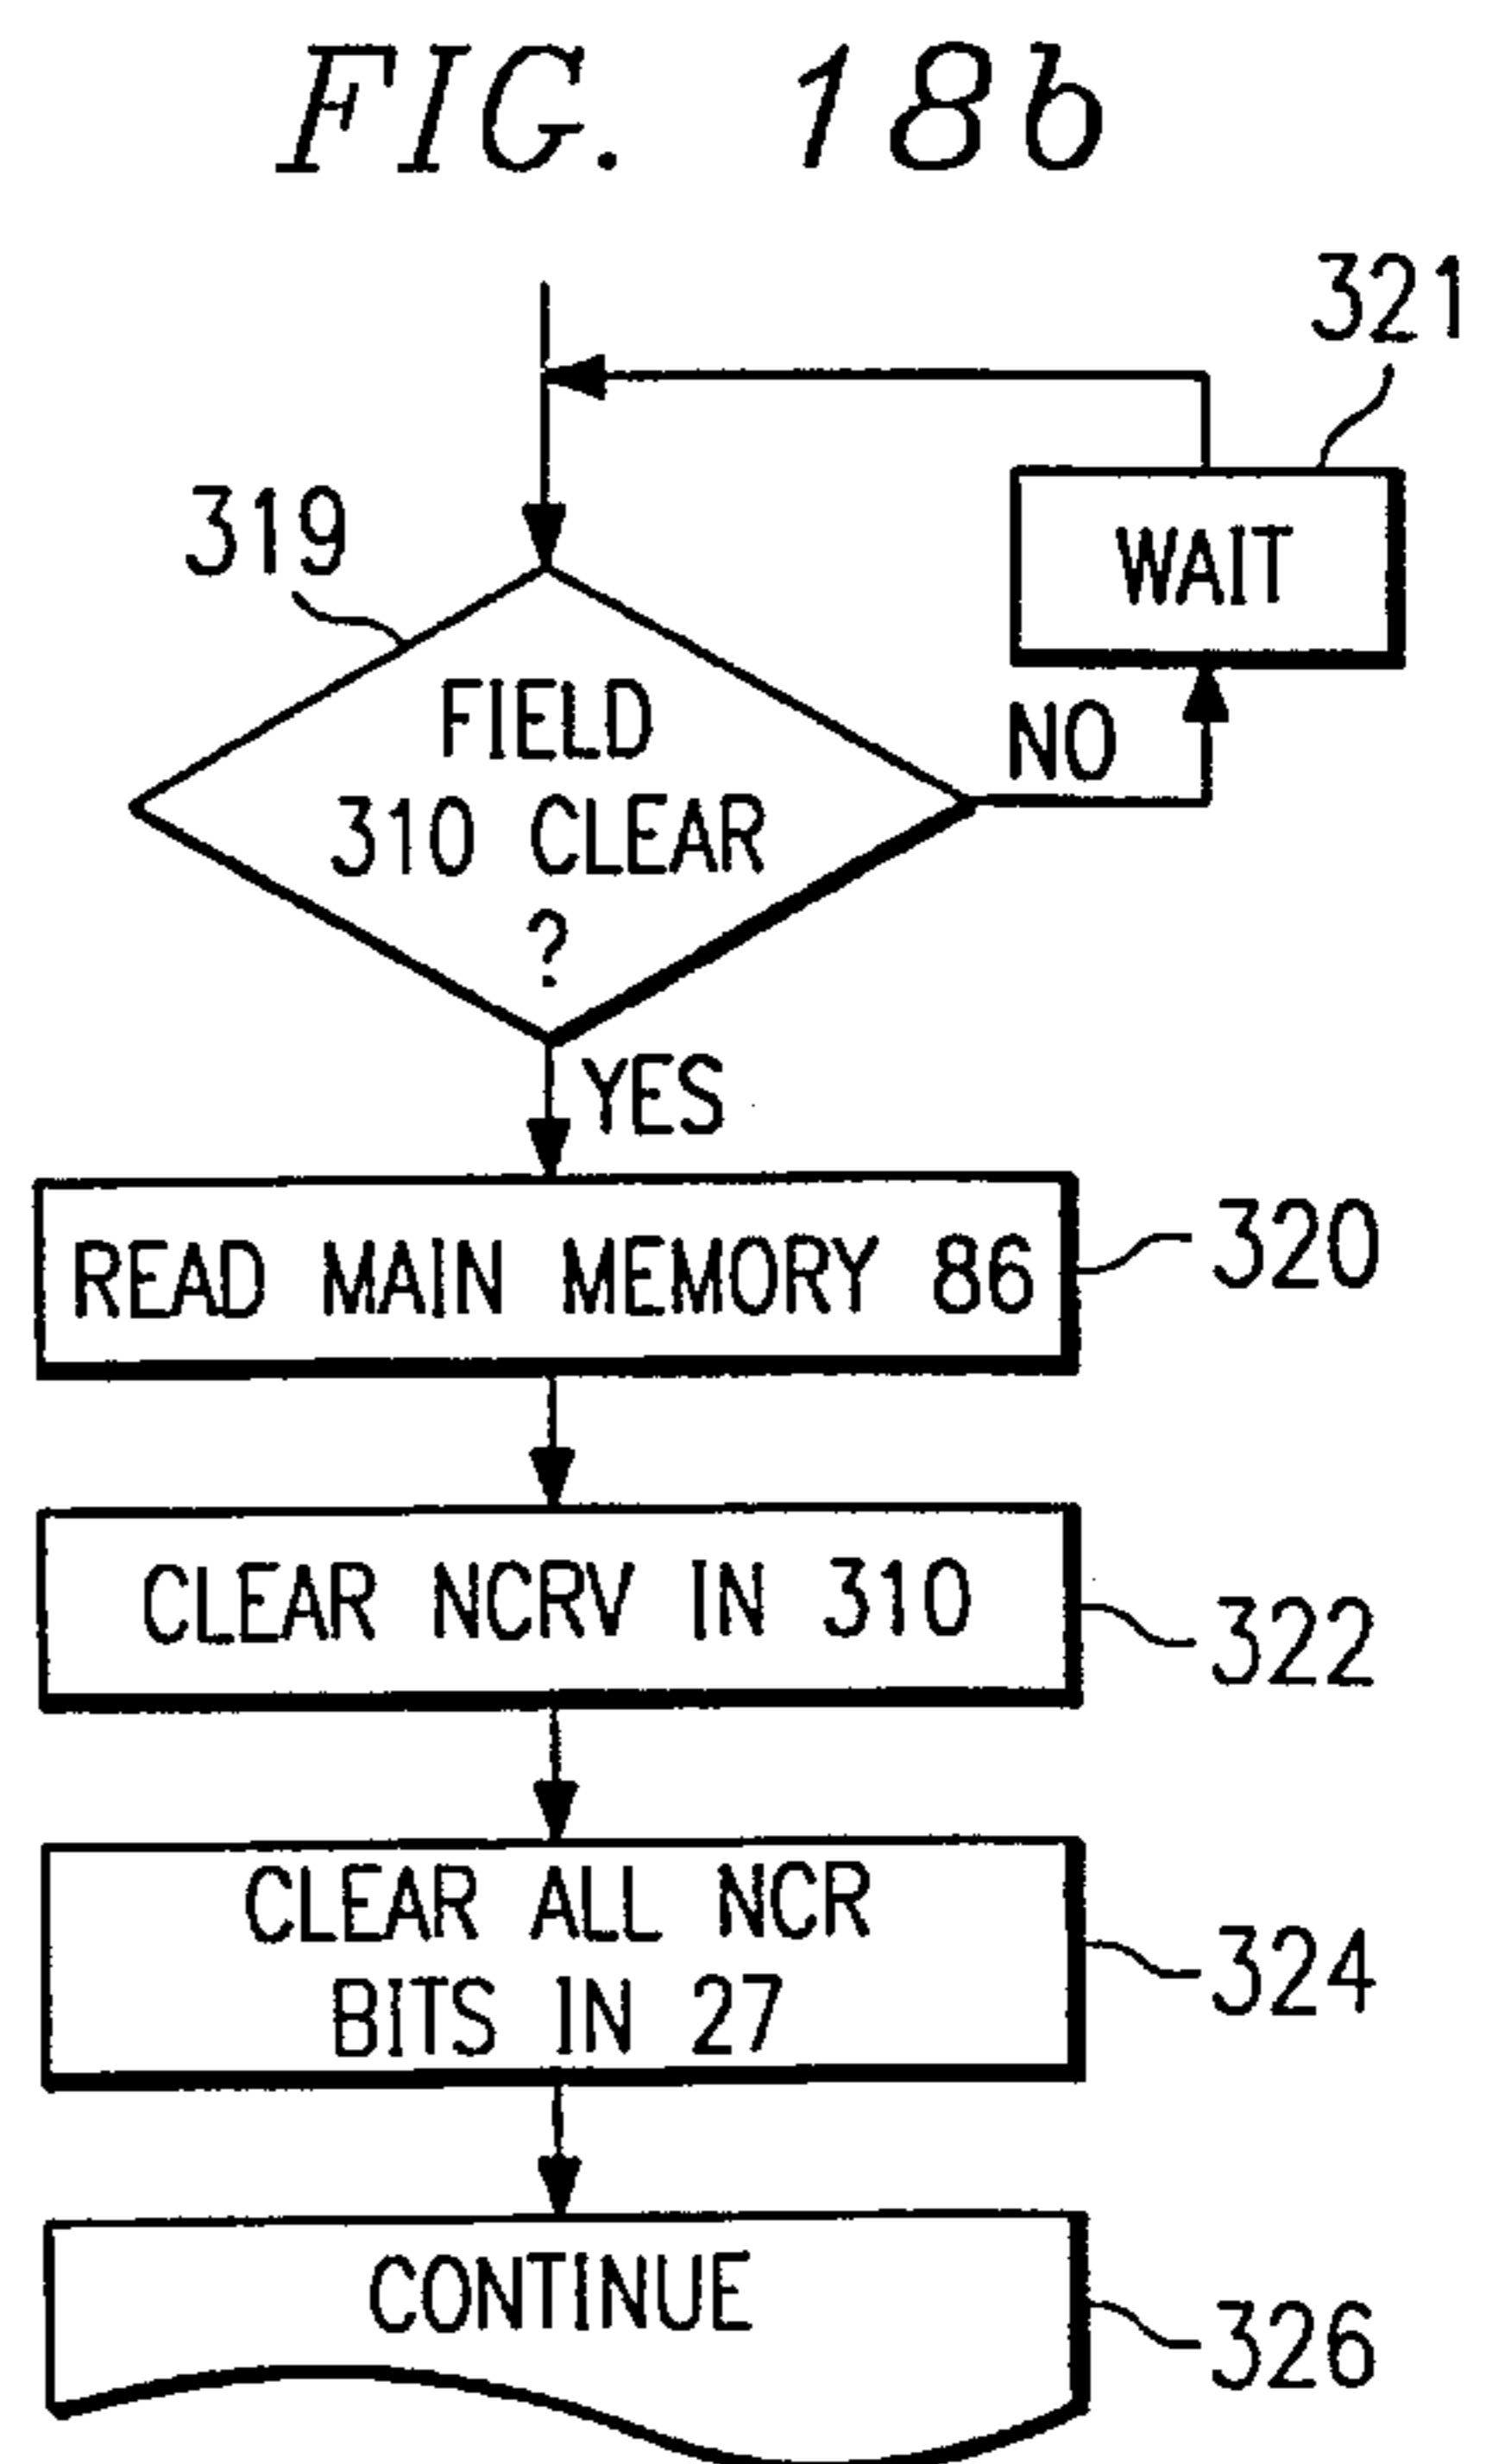 FIG. 18b
321
319
WAIT
FIELD
310 CLEAR
?
NO
YES
READ MAIN MEMORY 86
320
CLEAR NCRV IN 310
322
CLEAR ALL NCR
BITS IN 27
324
CONTINUE
326